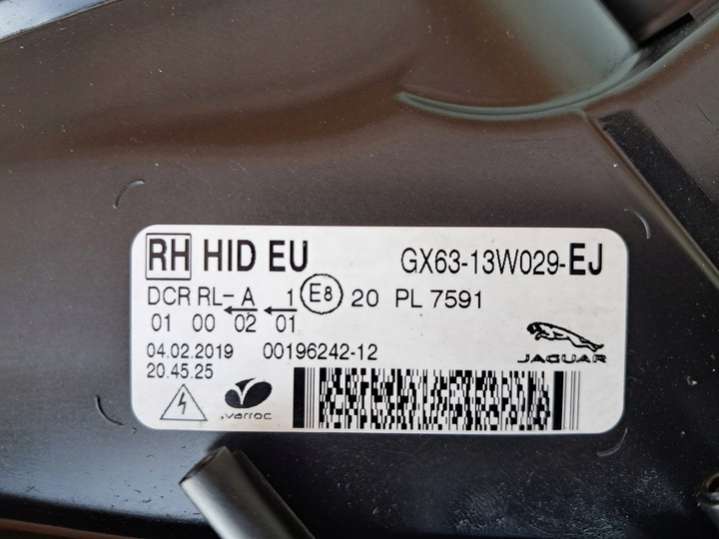 RH HID EU GX63-13W029-EJ
DCR RL- A 1 E8 20 PL 7591
01 00 02 01
04.02.2019 00196242-12
20.45.25
varroc
JAGUAR